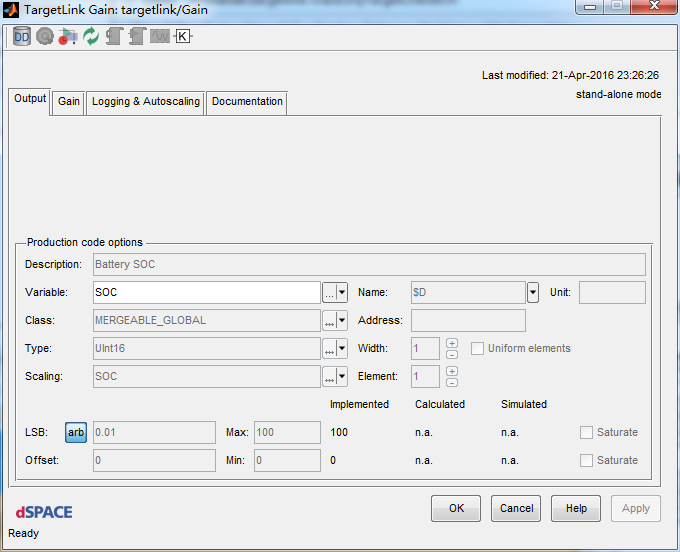 TargetLink Gain: targetlink/Gain
DD K
Last modified: 21-Apr-2016 23:26:26
stand-alone mode
Output Gain Logging & Autoscaling Documentation
Production code options
Description: Battery SOC
Variable: SOC ... Name: $D Unit:
Class: MERGEABLE_GLOBAL ... Address:
Type: UInt16 ... Width: 1 Uniform elements
Scaling: SOC ... Element: 1
Implemented Calculated Simulated
LSB: arb 0.01 Max: 100 100 n.a. n.a. Saturate
Offset: 0 Min: 0 0 n.a. n.a. Saturate
dSPACE OK Cancel Help Apply
Ready